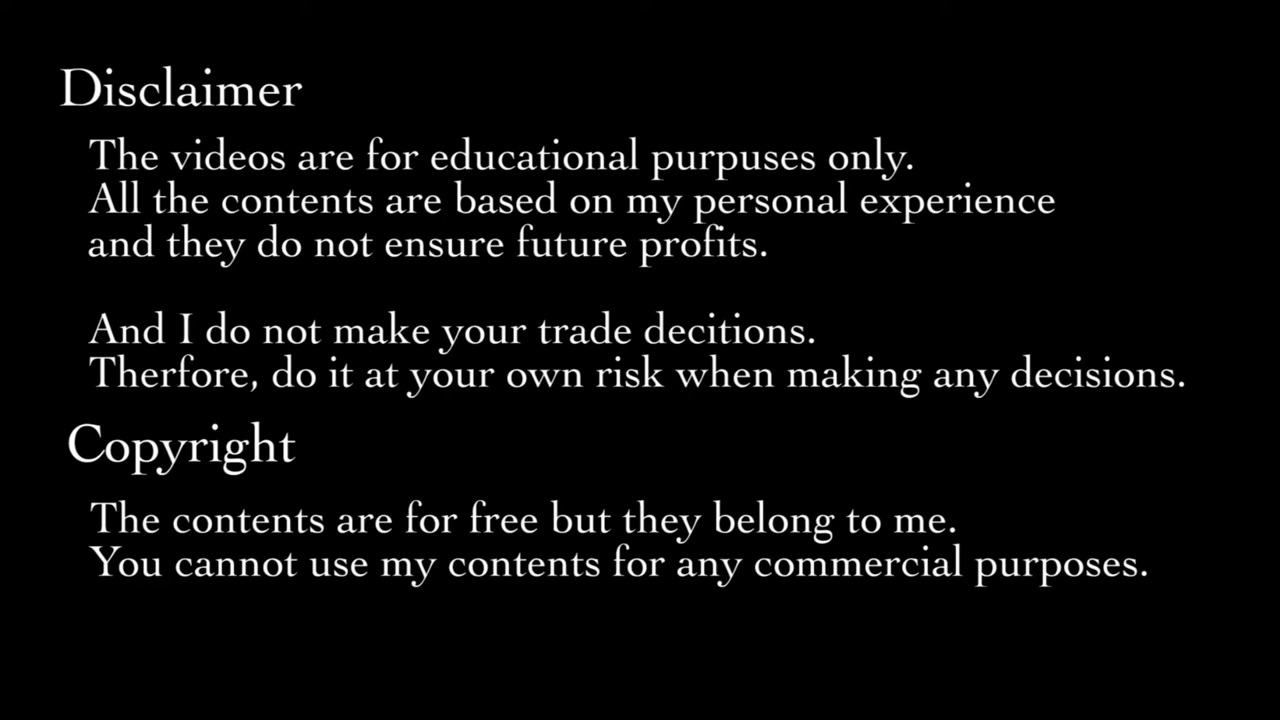 Disclaimer
The videos are for educational purpuses only.
All the contents are based on my personal experience
and they do not ensure future profits.
And I do not make your trade decitions.
Therfore, do it at your own risk when making any decisions.
Copyright
The contents are for free but they belong to me.
You cannot use my contents for any commercial purposes.